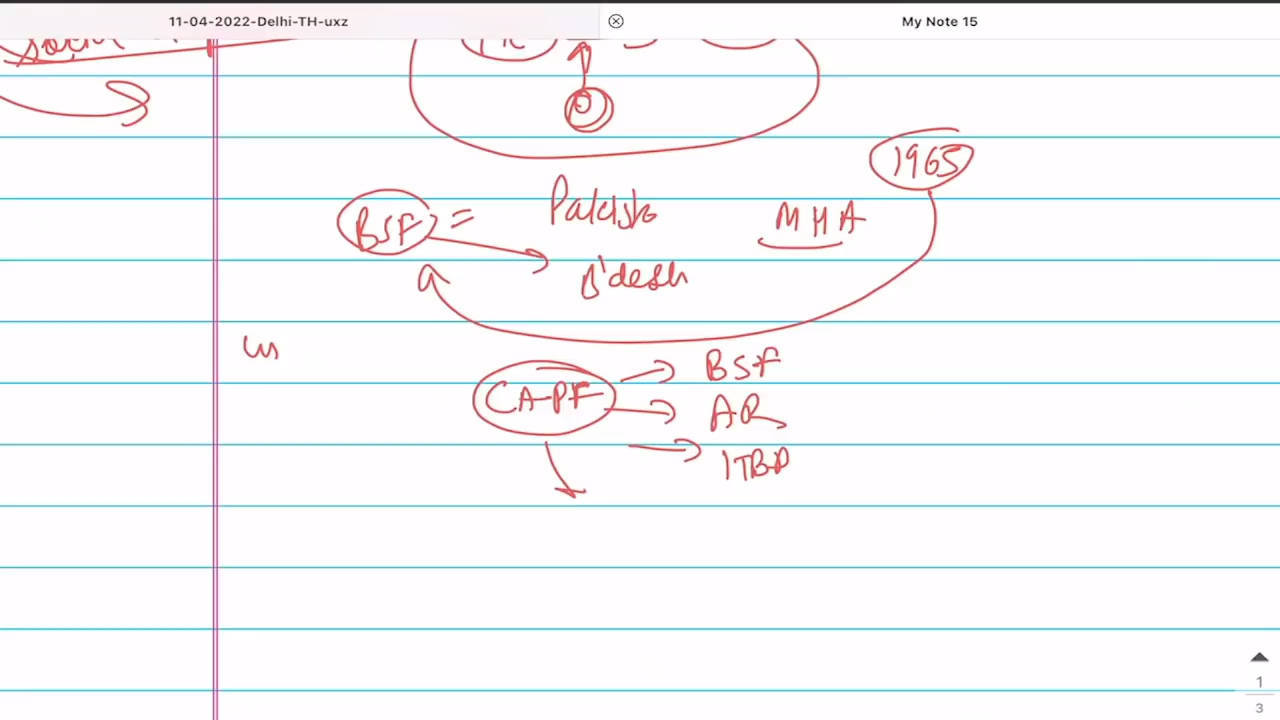 11-04-2022-Delhi-TH-uxz
My Note 15
1965
BSF = Pakist
MHA
B'desh
CAPF
BSF
AR
ITBP
1
3